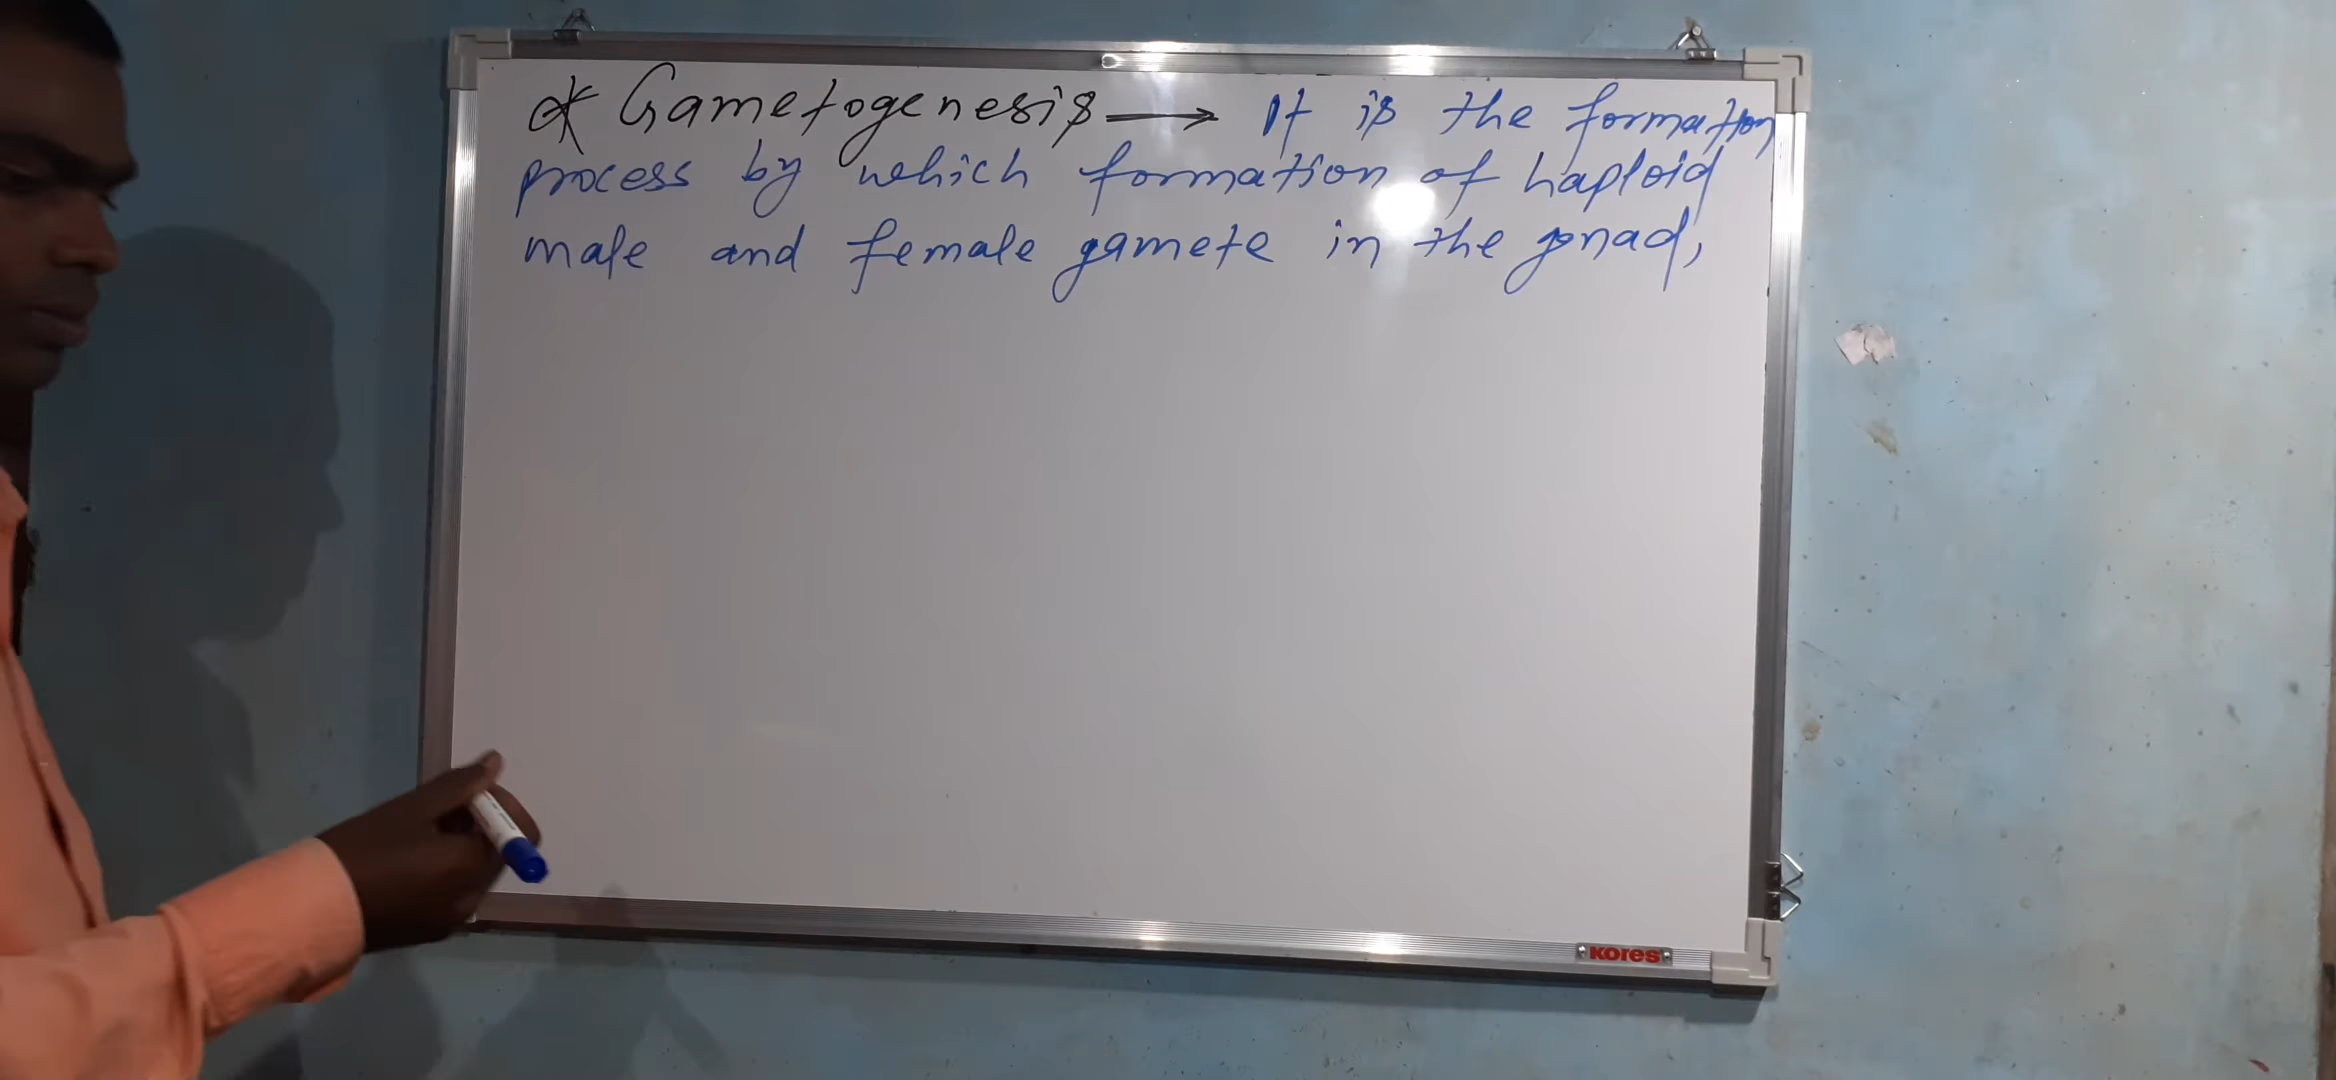 * Gametogenesis → It is the formation
process by which formation of haploid
male and female gamete in the gonad,
Kores